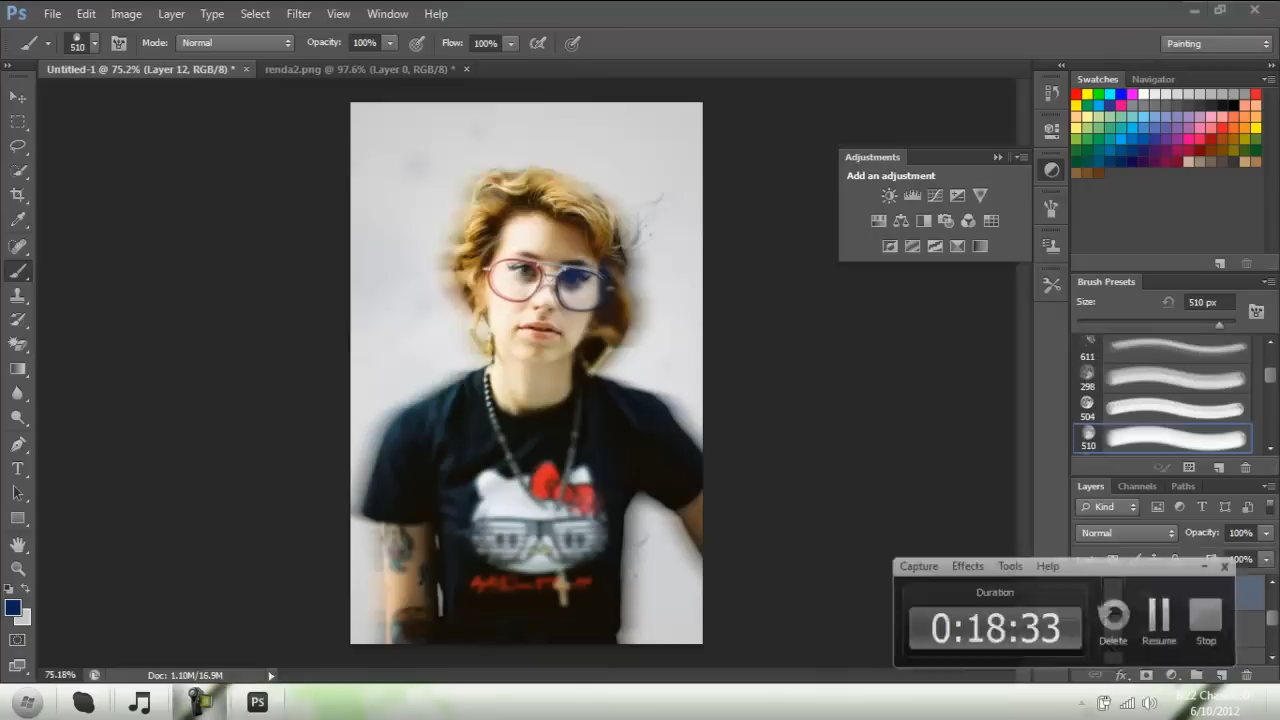 Ps File Edit Image Layer Type Select Filter View Window Help
510 Mode: Normal Opacity: 100% Flow: 100% Painting
Untitled-1 @ 75.2% (Layer 12, RGB/8) * × renda2.png @ 97.6% (Layer 0, RGB/8) * ×
Swatches Navigator
Adjustments
Add an adjustment
Brush Presets
Size: 510 px
611
298
504
510
Layers Channels Paths
Kind
Normal Opacity: 100%
100%
Capture Effects Tools Help
Duration
0:18:33
Delete Resume Stop
75.18% Doc: 1.10M/16.9M
Ps
6/10/2012